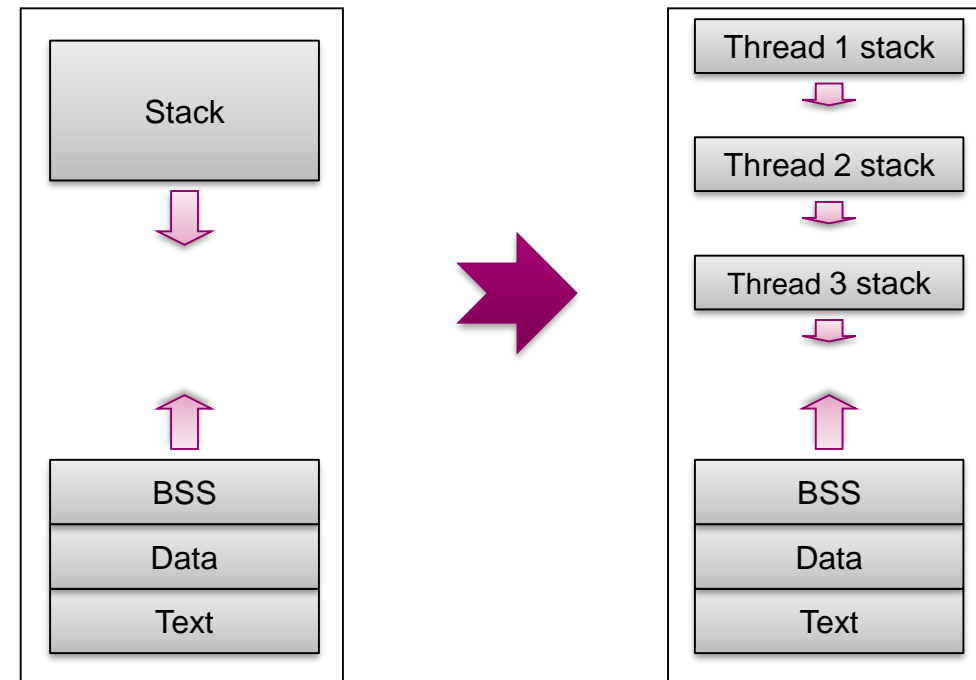 Stack
BSS
Data
Text
Thread 1 stack
Thread 2 stack
Thread 3 stack
BSS
Data
Text